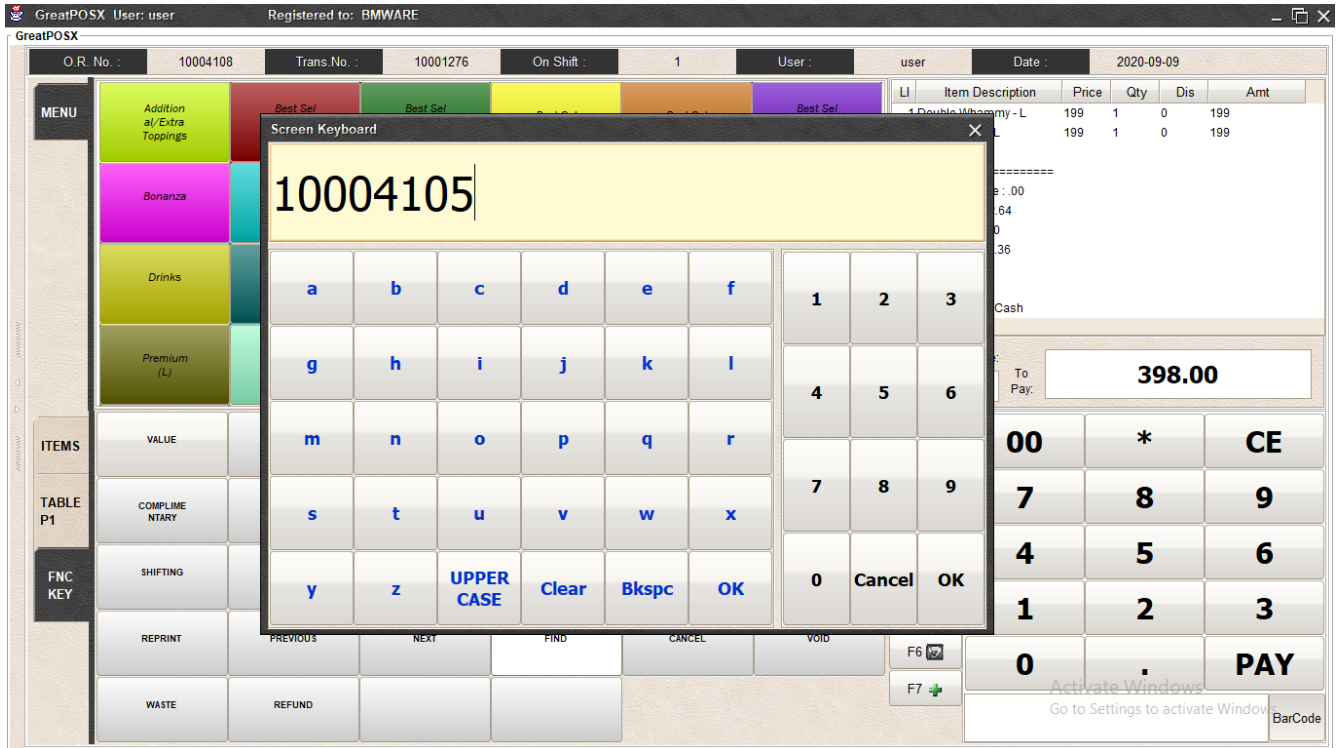 GreatPOSX User: user Registered to: BMWARE
GreatPOSX
O.R. No. : 10004108 Trans.No. : 10001276 On Shift : 1 User : user Date : 2020-09-09
MENU
ITEMS
TABLE
P1
FNC
KEY
Addition
al/Extra
Toppings
Best Sel
Best Sel
Best Sel
Bonanza
Drinks
Premium
(L)
LI Item Description Price Qty Dis Amt
1 Double Whammy - L 199 1 0 199
L 199 1 0 199
=========
: .00
.64
0
.36
Cash
To
Pay:
398.00
Screen Keyboard
10004105
a b c d e f
g h i j k l
m n o p q r
s t u v w x
y z UPPER
CASE Clear Bkspc OK
1 2 3
4 5 6
7 8 9
0 Cancel OK
VALUE
COMPLIME
NTARY
SHIFTING
REPRINT PREVIOUS NEXT FIND CANCEL VOID
WASTE REFUND
F6
F7
00 * CE
7 8 9
4 5 6
1 2 3
0 . PAY
Activate Windows
Go to Settings to activate Windows.
BarCode